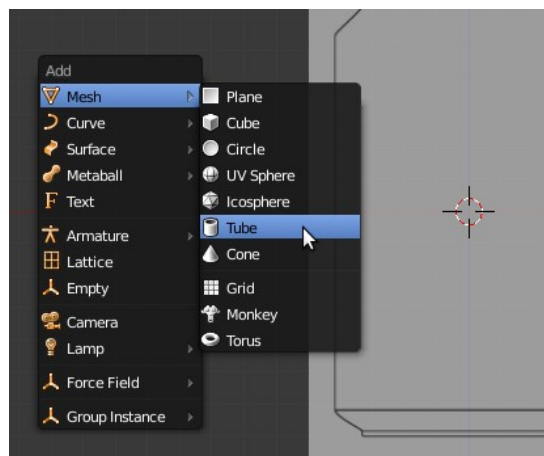 Add
Mesh
Curve
Surface
Metaball
Text
Armature
Lattice
Empty
Camera
Lamp
Force Field
Group Instance
Plane
Cube
Circle
UV Sphere
Icosphere
Tube
Cone
Grid
Monkey
Torus